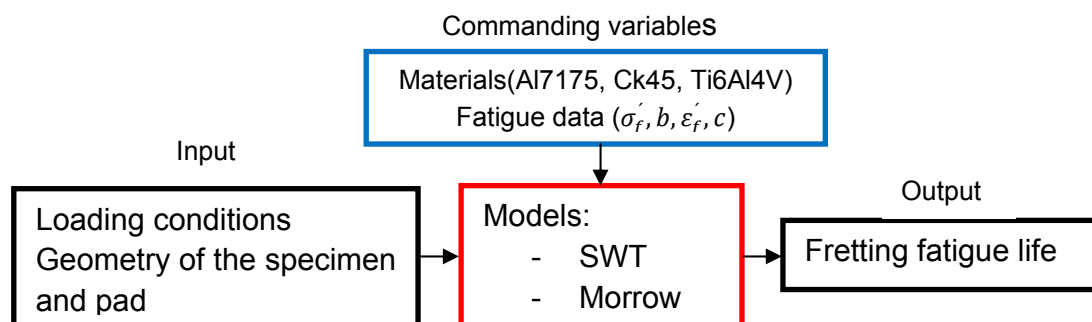 Commanding variables
Materials(Al7175, Ck45, Ti6Al4V)
Fatigue data (σ′f, b, ε′f, c)
Input
Loading conditions
Geometry of the specimen
and pad
Models:
- SWT
- Morrow
Output
Fretting fatigue life